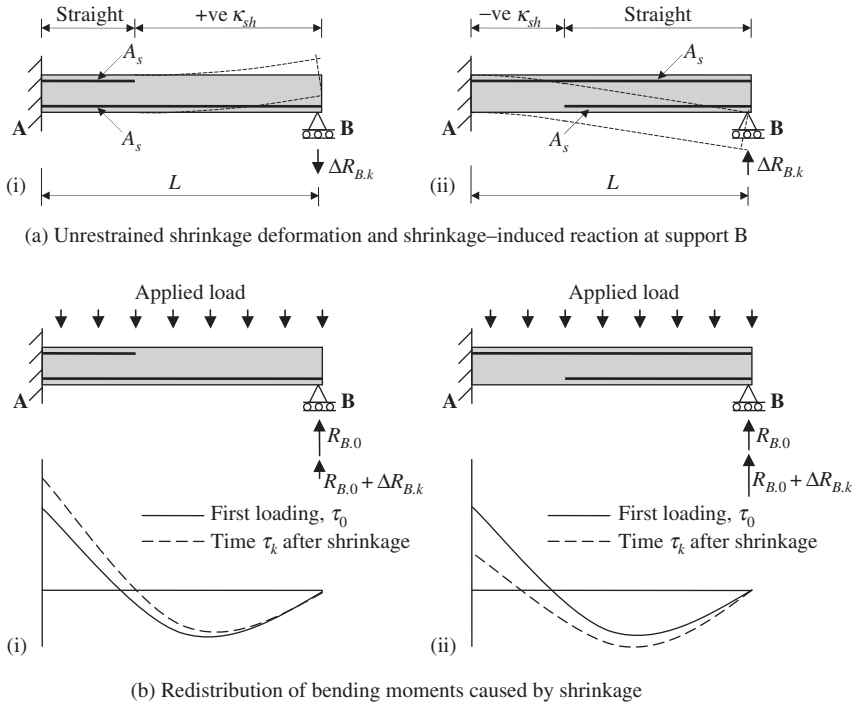 Straight +ve κsh
As
A B
As
ΔRB.k
(i) L
−ve κsh Straight
As
A B
As
ΔRB.k
(ii) L
(a) Unrestrained shrinkage deformation and shrinkage–induced reaction at support B
Applied load
A B
RB.0
RB.0 + ΔRB.k
First loading, τ0
Time τk after shrinkage
(i)
Applied load
A B
RB.0
RB.0 + ΔRB.k
First loading, τ0
Time τk after shrinkage
(ii)
(b) Redistribution of bending moments caused by shrinkage